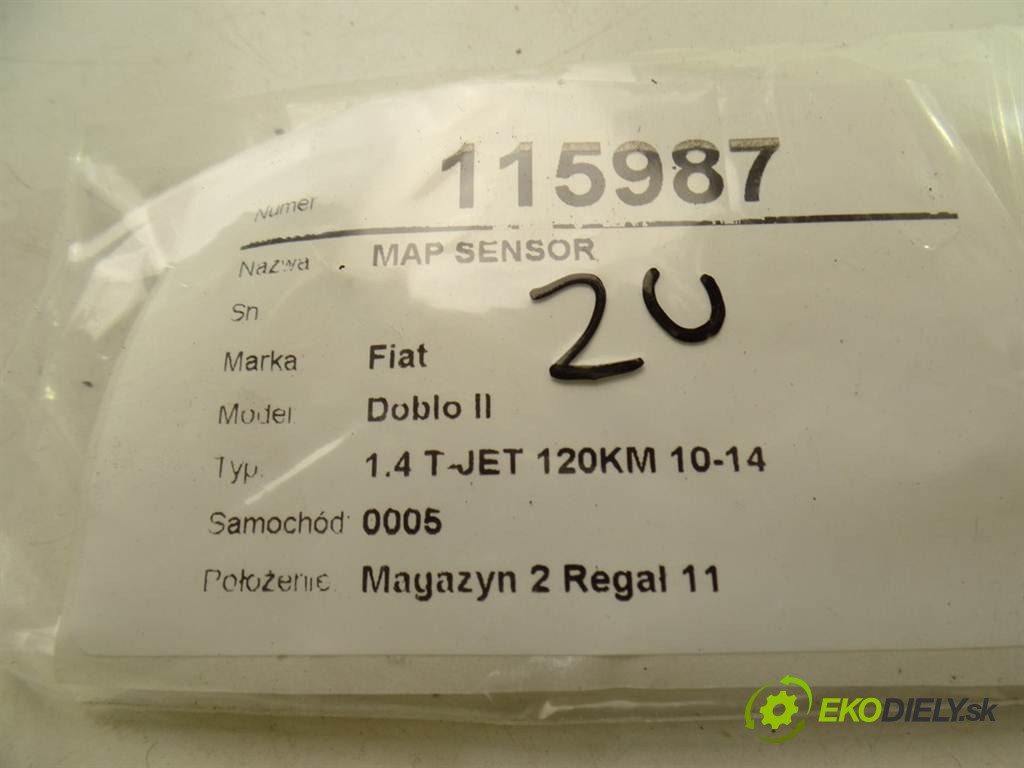 Numer 115987
Nazwa MAP SENSOR
20
Sn
Marka Fiat
Model Doblo II
Typ. 1.4 T-JET 120KM 10-14
Samochód 0005
Położenie Magazyn 2 Regał 11
EKODIELY.sk